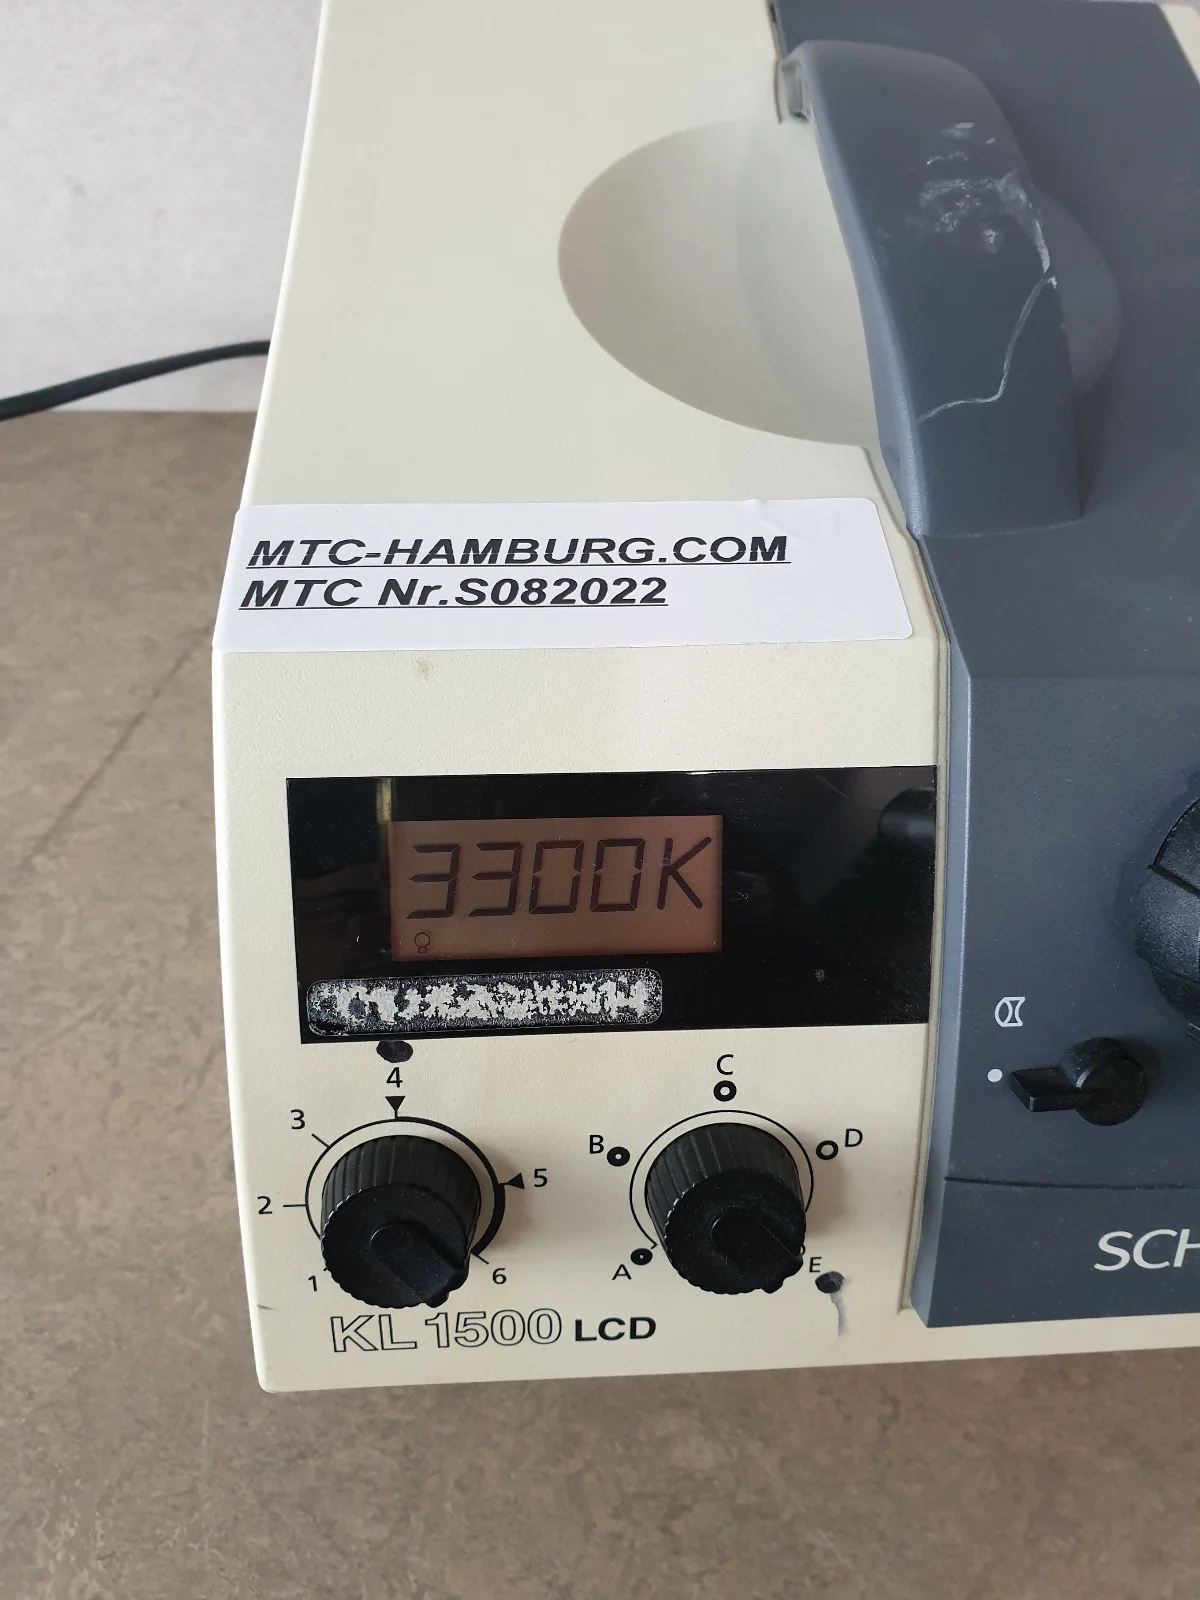 MTC-HAMBURG.COM
MTC Nr.S082022
3300K
4
3
5
2
1
6
C
B
D
A
E
SCH
KL 1500 LCD